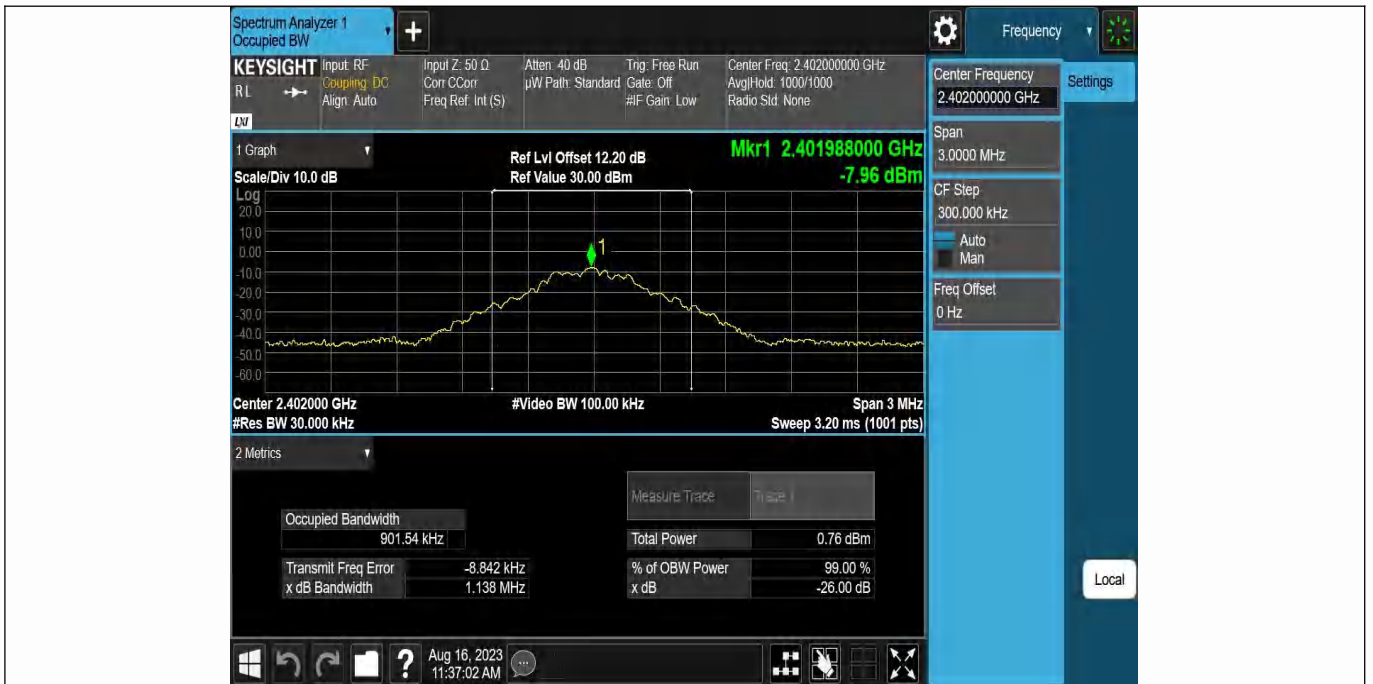 Spectrum Analyzer 1
Occupied BW
+
Frequency
KEYSIGHT
RL
LXI
Input: RF
Coupling: DC
Align: Auto
Input Z: 50 Ω
Corr CCorr
Freq Ref: Int (S)
Atten: 40 dB
µW Path: Standard
Trig: Free Run
Gate: Off
#IF Gain: Low
Center Freq: 2.402000000 GHz
Avg|Hold: 1000/1000
Radio Std: None
Center Frequency
2.402000000 GHz
Settings
Span
3.0000 MHz
CF Step
300.000 kHz
Auto
Man
Freq Offset
0 Hz
Local
1 Graph
Scale/Div 10.0 dB
Ref Lvl Offset 12.20 dB
Ref Value 30.00 dBm
Mkr1 2.401988000 GHz
-7.96 dBm
Log
20.0
10.0
0.00
-10.0
-20.0
-30.0
-40.0
-50.0
-60.0
1
Center 2.402000 GHz
#Res BW 30.000 kHz
#Video BW 100.00 kHz
Span 3 MHz
Sweep 3.20 ms (1001 pts)
2 Metrics
Measure Trace
Trace 1
Occupied Bandwidth
901.54 kHz
Total Power
0.76 dBm
Transmit Freq Error
-8.842 kHz
% of OBW Power
99.00 %
x dB Bandwidth
1.138 MHz
x dB
-26.00 dB
?
Aug 16, 2023
11:37:02 AM